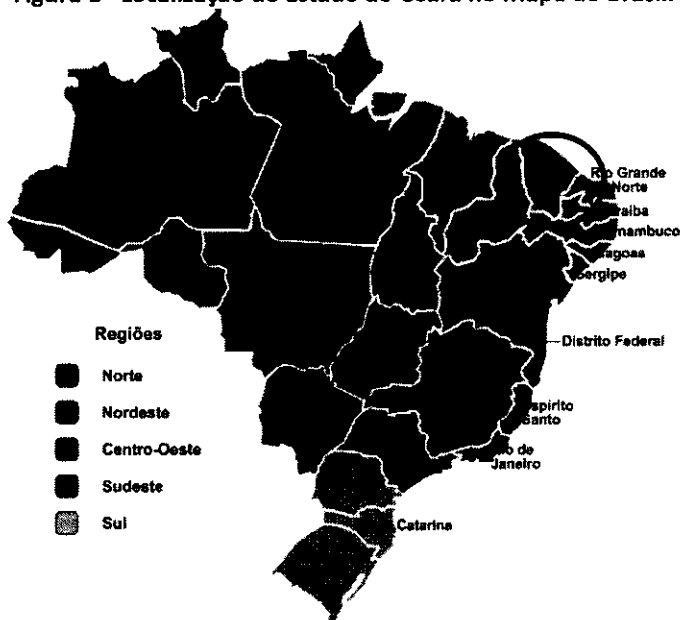 Rio Grande
Norte
raiba
nambuco
agoas
Sergipe
Distrito Federal
spirito
Santo
o de
Janeiro
Catarina
Regiões
Norte
Nordeste
Centro-Oeste
Sudeste
Sul